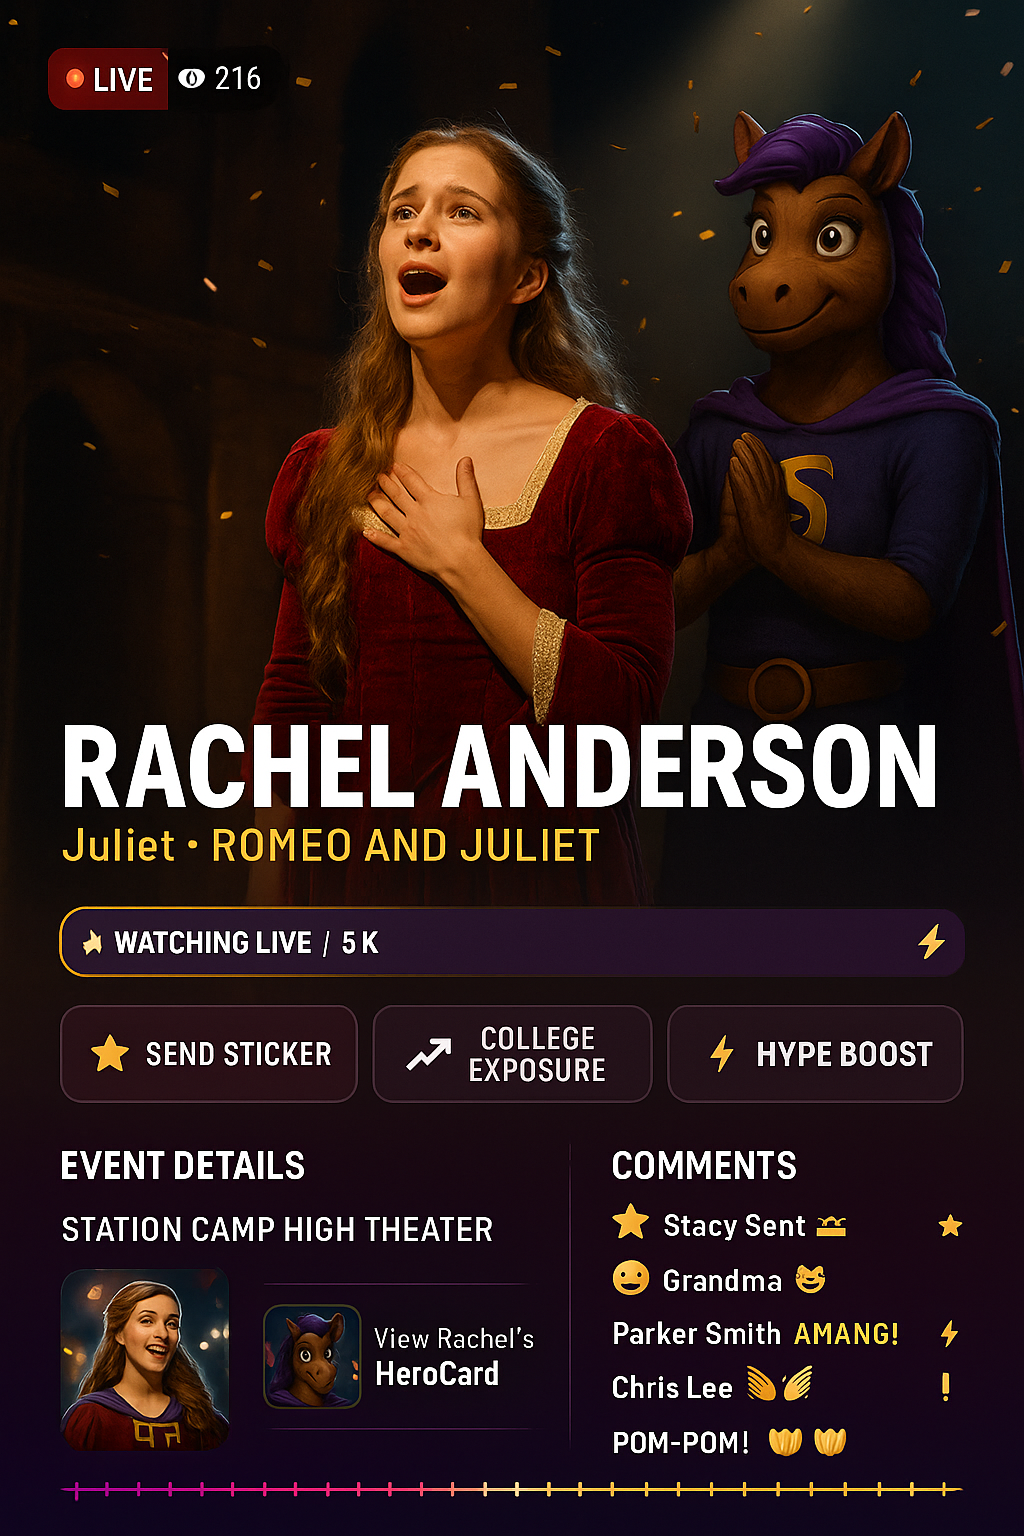 LIVE 216
S
RACHEL ANDERSON
Juliet • ROMEO AND JULIET
WATCHING LIVE / 5 K
SEND STICKER
COLLEGE
EXPOSURE
HYPE BOOST
EVENT DETAILS
STATION CAMP HIGH THEATER
View Rachel's
HeroCard
COMMENTS
Stacy Sent
Grandma
Parker Smith AMANG!
Chris Lee
!
POM-POM!